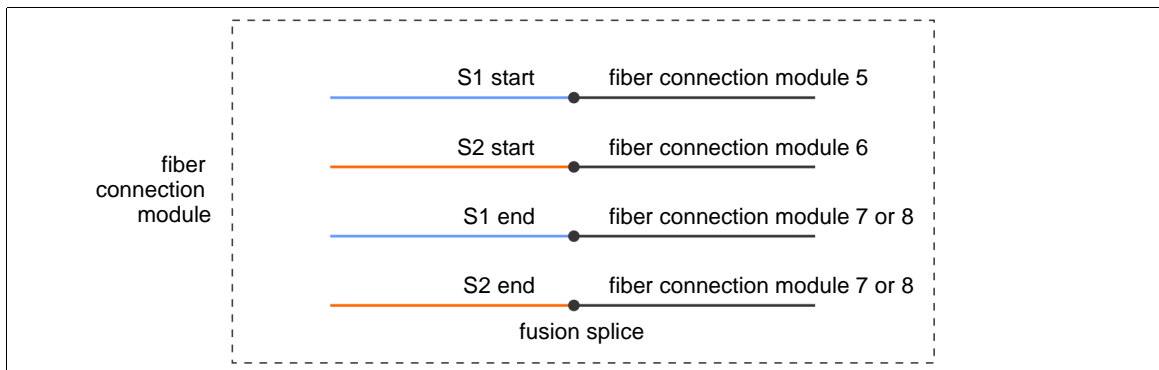 S1 start
fiber connection module 5
S2 start
fiber connection module 6
fiber
connection
module
S1 end
fiber connection module 7 or 8
S2 end
fiber connection module 7 or 8
fusion splice